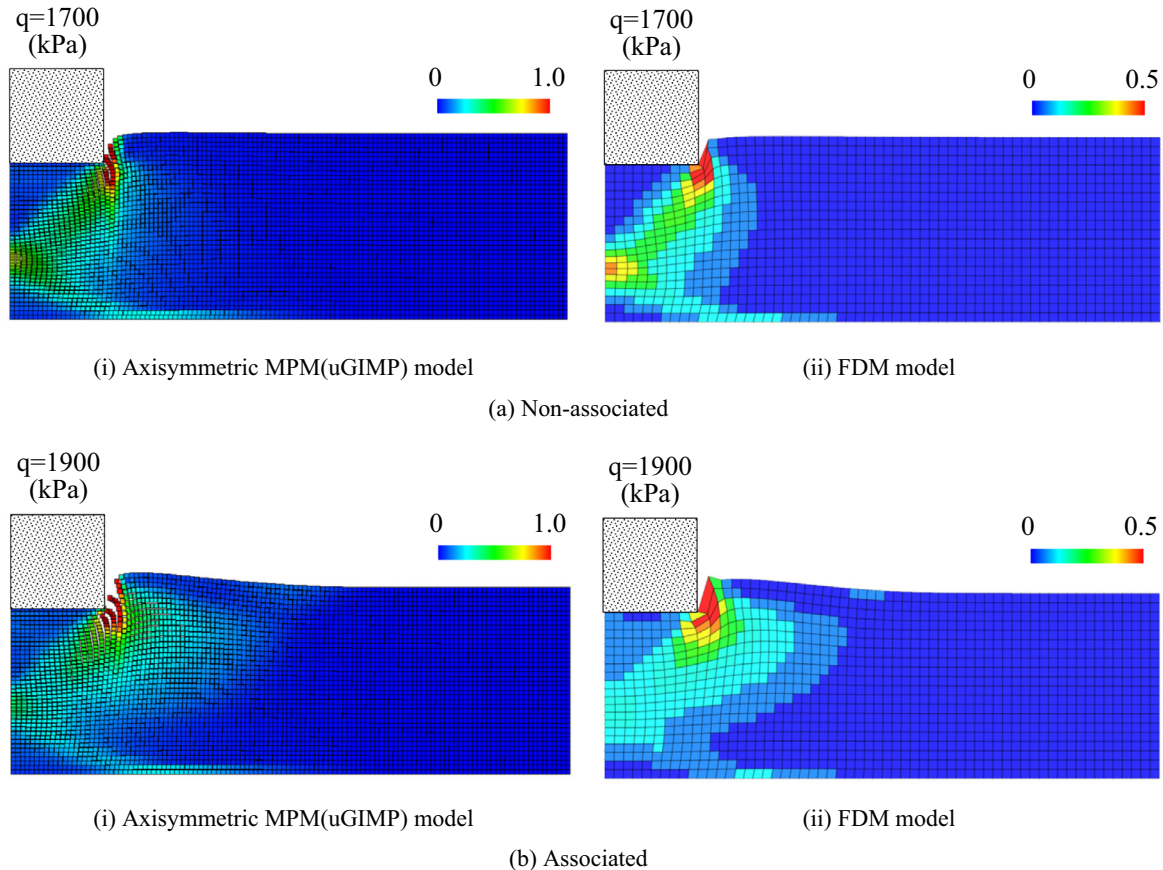 q=1700
(kPa)
0 1.0
(i) Axisymmetric MPM(uGIMP) model
q=1700
(kPa)
0 0.5
(ii) FDM model
(a) Non-associated
q=1900
(kPa)
0 1.0
(i) Axisymmetric MPM(uGIMP) model
q=1900
(kPa)
0 0.5
(ii) FDM model
(b) Associated